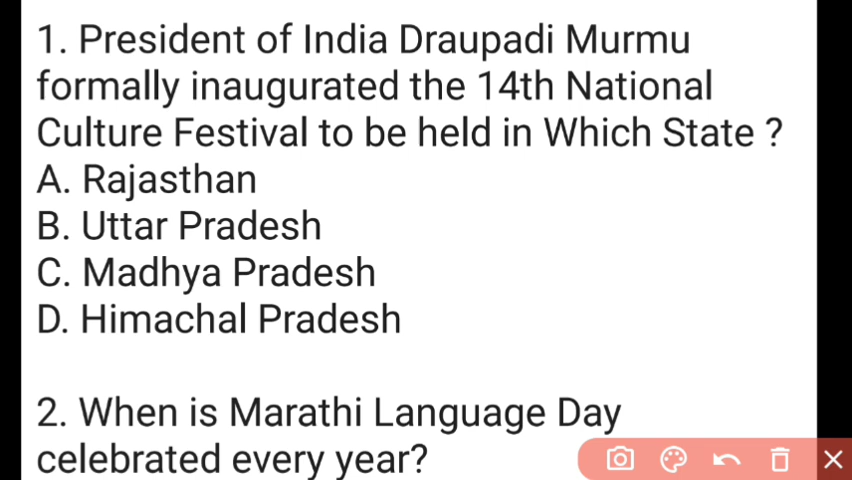 1. President of India Draupadi Murmu
formally inaugurated the 14th National
Culture Festival to be held in Which State ?
A. Rajasthan
B. Uttar Pradesh
C. Madhya Pradesh
D. Himachal Pradesh
2. When is Marathi Language Day
celebrated every year?